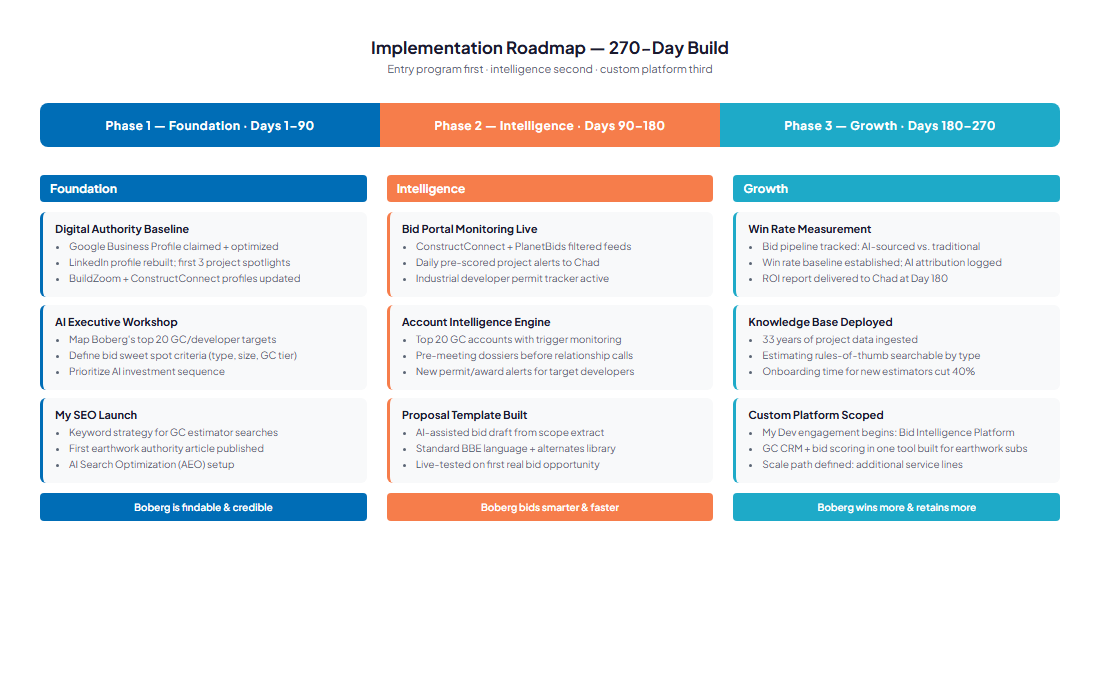 Implementation Roadmap — 270-Day Build
Entry program first · intelligence second · custom platform third
Phase 1 — Foundation · Days 1–90
Phase 2 — Intelligence · Days 90–180
Phase 3 — Growth · Days 180–270
Foundation
Digital Authority Baseline
• Google Business Profile claimed + optimized
• LinkedIn profile rebuilt; first 3 project spotlights
• BuildZoom + ConstructConnect profiles updated
AI Executive Workshop
• Map Boberg's top 20 GC/developer targets
• Define bid sweet spot criteria (type, size, GC tier)
• Prioritize AI investment sequence
My SEO Launch
• Keyword strategy for GC estimator searches
• First earthwork authority article published
• AI Search Optimization (AEO) setup
Boberg is findable & credible
Intelligence
Bid Portal Monitoring Live
• ConstructConnect + PlanetBids filtered feeds
• Daily pre-scored project alerts to Chad
• Industrial developer permit tracker active
Account Intelligence Engine
• Top 20 GC accounts with trigger monitoring
• Pre-meeting dossiers before relationship calls
• New permit/award alerts for target developers
Proposal Template Built
• AI-assisted bid draft from scope extract
• Standard BBE language + alternates library
• Live-tested on first real bid opportunity
Boberg bids smarter & faster
Growth
Win Rate Measurement
• Bid pipeline tracked: AI-sourced vs. traditional
• Win rate baseline established; AI attribution logged
• ROI report delivered to Chad at Day 180
Knowledge Base Deployed
• 33 years of project data ingested
• Estimating rules-of-thumb searchable by type
• Onboarding time for new estimators cut 40%
Custom Platform Scoped
• My Dev engagement begins: Bid Intelligence Platform
• GC CRM + bid scoring in one tool built for earthwork subs
• Scale path defined: additional service lines
Boberg wins more & retains more